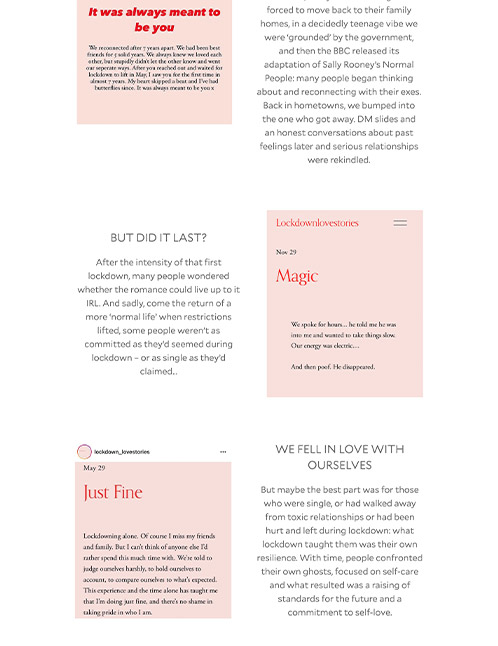 It was always meant to
be you
We reconnected after 7 years apart. We had been best
friends for 5 solid years. We always knew we loved each
other, but stupidly didn't let the other know and went
our seperate ways. After you reached out and waited for
lockdown to lift in May, I saw you for the first time in
almost 7 years. My heart skipped a beat and I've had
butterflies since. It was always meant to be you x
forced to move back to their family
homes, in a decidedly teenage vibe we
were 'grounded' by the government,
and then the BBC released its
adaptation of Sally Rooney's Normal
People: many people began thinking
about and reconnecting with their exes.
Back in hometowns, we bumped into
the one who got away. DM slides and
an honest conversations about past
feelings later and serious relationships
were rekindled.
BUT DID IT LAST?
After the intensity of that first
lockdown, many people wondered
whether the romance could live up to it
IRL. And sadly, come the return of a
more 'normal life' when restrictions
lifted, some people weren't as
committed as they'd seemed during
lockdown – or as single as they'd
claimed..
Lockdownlovestories
Nov 29
Magic
We spoke for hours... he told me he was
into me and wanted to take things slow.
Our energy was electric....
And then poof. He disappeared.
lockdown_lovestories
May 29
Just Fine
Lockdowning alone. Of course I miss my friends
and family. But I can't think of anyone else I'd
rather spend this much time with. We're told to
judge ourselves harshly, to hold ourselves to
account, to compare ourselves to what's expected.
This experience and the time alone has taught me
that I'm doing just fine, and there's no shame in
taking pride in who I am.
WE FELL IN LOVE WITH
OURSELVES
But maybe the best part was for those
who were single, or had walked away
from toxic relationships or had been
hurt and left during lockdown: what
lockdown taught them was their own
resilience. With time, people confronted
their own ghosts, focused on self-care
and what resulted was a raising of
standards for the future and a
commitment to self-love.